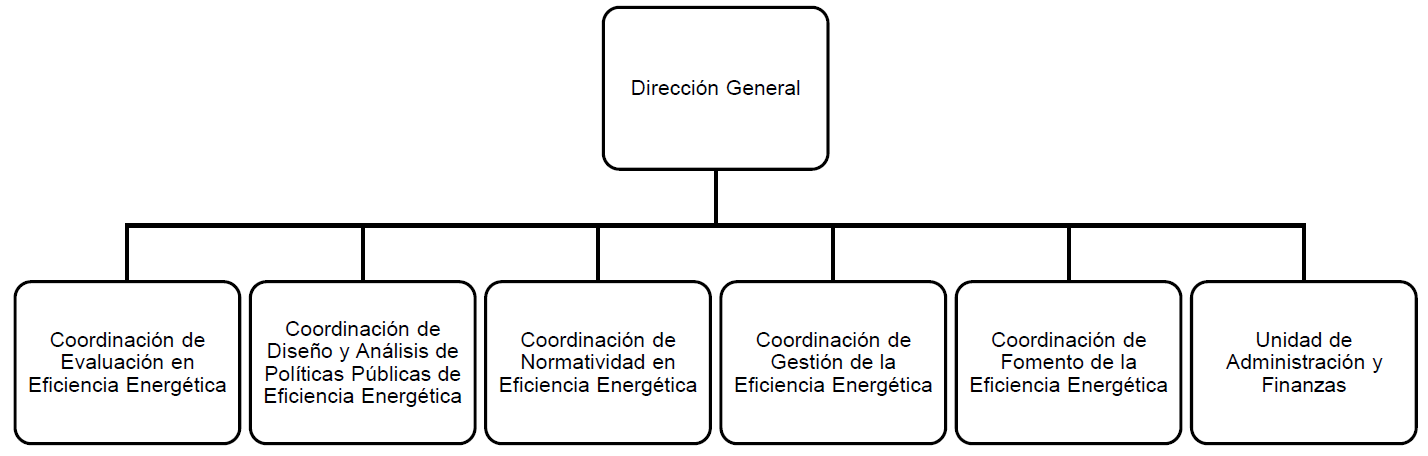 Dirección General
Coordinación de
Evaluación en
Eficiencia Energética
Coordinación de
Diseño y Análisis de
Políticas Públicas de
Eficiencia Energética
Coordinación de
Normatividad en
Eficiencia Energética
Coordinación de
Gestión de la
Eficiencia Energética
Coordinación de
Fomento de la
Eficiencia Energética
Unidad de
Administración y
Finanzas